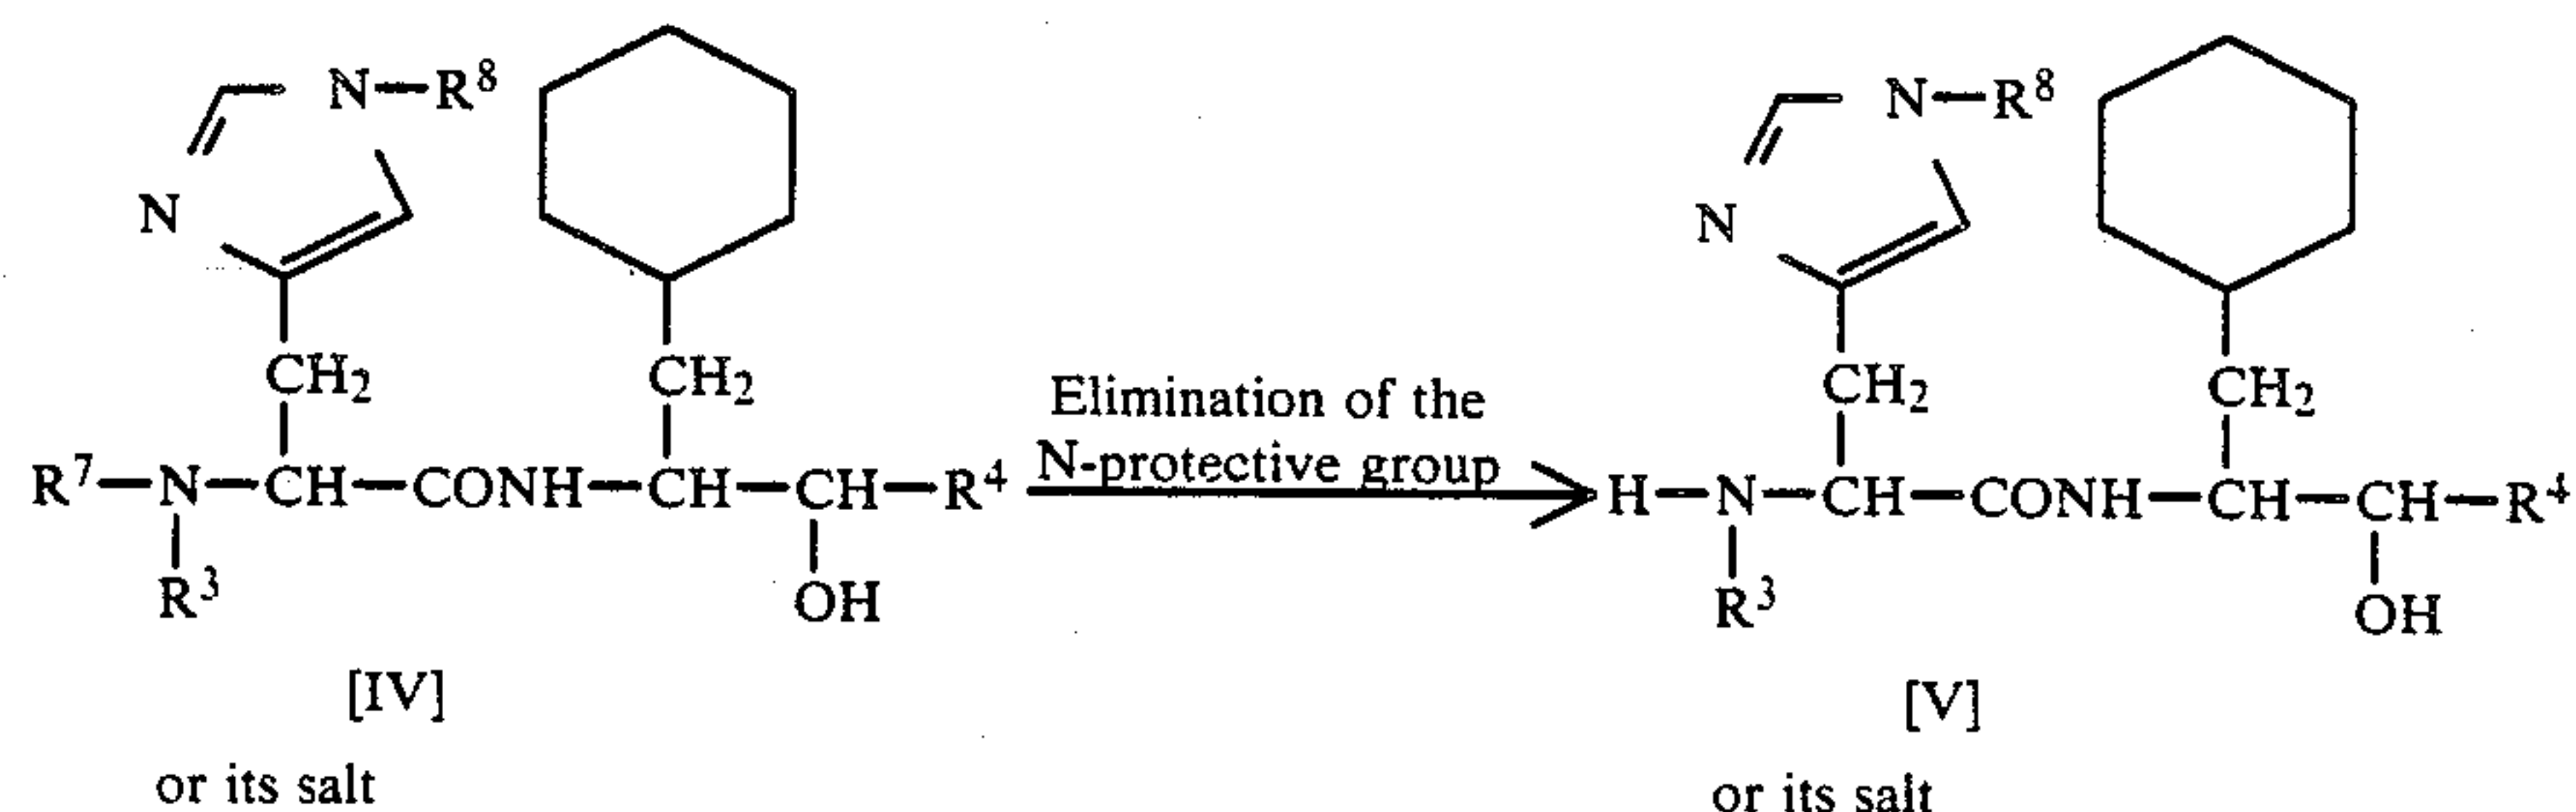 N—R⁸
N
CH₂
CH₂
R⁷—N—CH—CONH—CH—CH—R⁴
R³
OH
[IV]
or its salt
Elimination of the
N-protective group
N—R⁸
N
CH₂
CH₂
H—N—CH—CONH—CH—CH—R⁴
R³
OH
[V]
or its salt